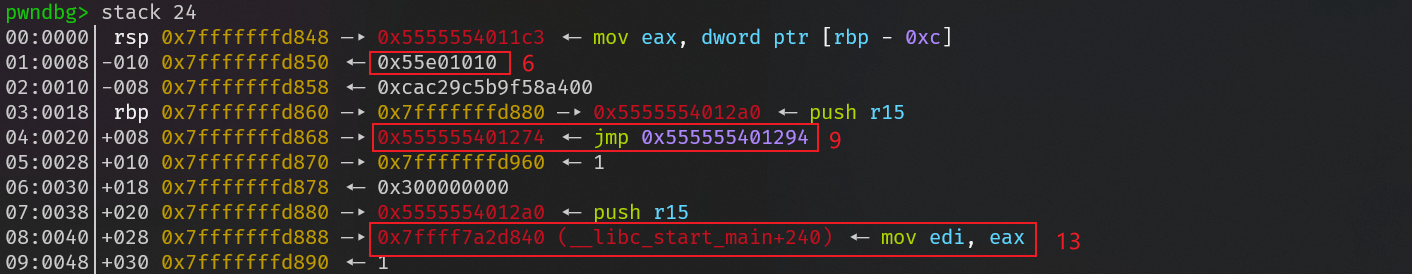 pwndbg> stack 24
00:0000│ rsp 0x7fffffffd848 —▸ 0x5555554011c3 ◂— mov eax, dword ptr [rbp - 0xc]
01:0008│-010 0x7fffffffd850 ◂— 0x55e01010 6
02:0010│-008 0x7fffffffd858 ◂— 0xcac29c5b9f58a400
03:0018│ rbp 0x7fffffffd860 —▸ 0x7fffffffd880 —▸ 0x5555554012a0 ◂— push r15
04:0020│+008 0x7fffffffd868 —▸ 0x555555401274 ◂— jmp 0x555555401294 9
05:0028│+010 0x7fffffffd870 —▸ 0x7fffffffd960 ◂— 1
06:0030│+018 0x7fffffffd878 ◂— 0x300000000
07:0038│+020 0x7fffffffd880 —▸ 0x5555554012a0 ◂— push r15
08:0040│+028 0x7fffffffd888 —▸ 0x7ffff7a2d840 (__libc_start_main+240) ◂— mov edi, eax 13
09:0048│+030 0x7fffffffd890 ◂— 1